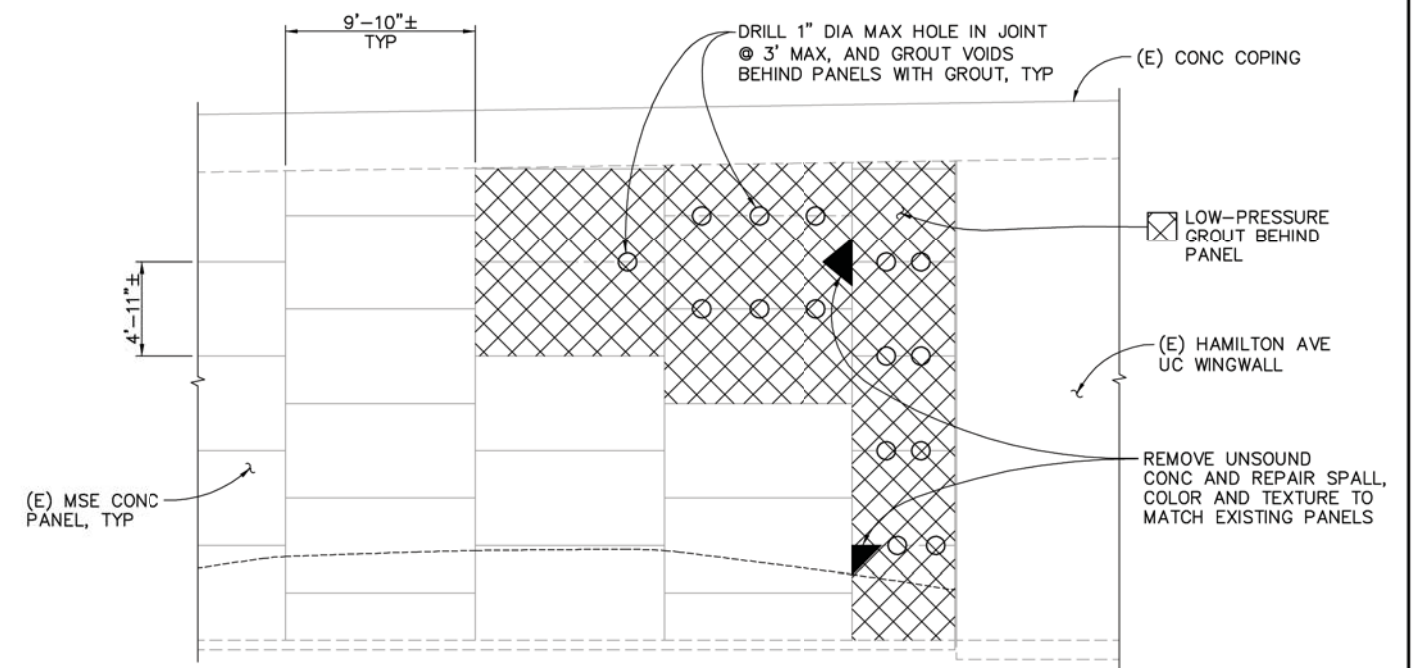 9'-10"±
TYP
DRILL 1" DIA MAX HOLE IN JOINT
@ 3' MAX, AND GROUT VOIDS
BEHIND PANELS WITH GROUT, TYP
(E) CONC COPING
LOW-PRESSURE
GROUT BEHIND
PANEL
4'-11"±
(E) HAMILTON AVE
UC WINGWALL
(E) MSE CONC
PANEL, TYP
REMOVE UNSOUND
CONC AND REPAIR SPALL,
COLOR AND TEXTURE TO
MATCH EXISTING PANELS